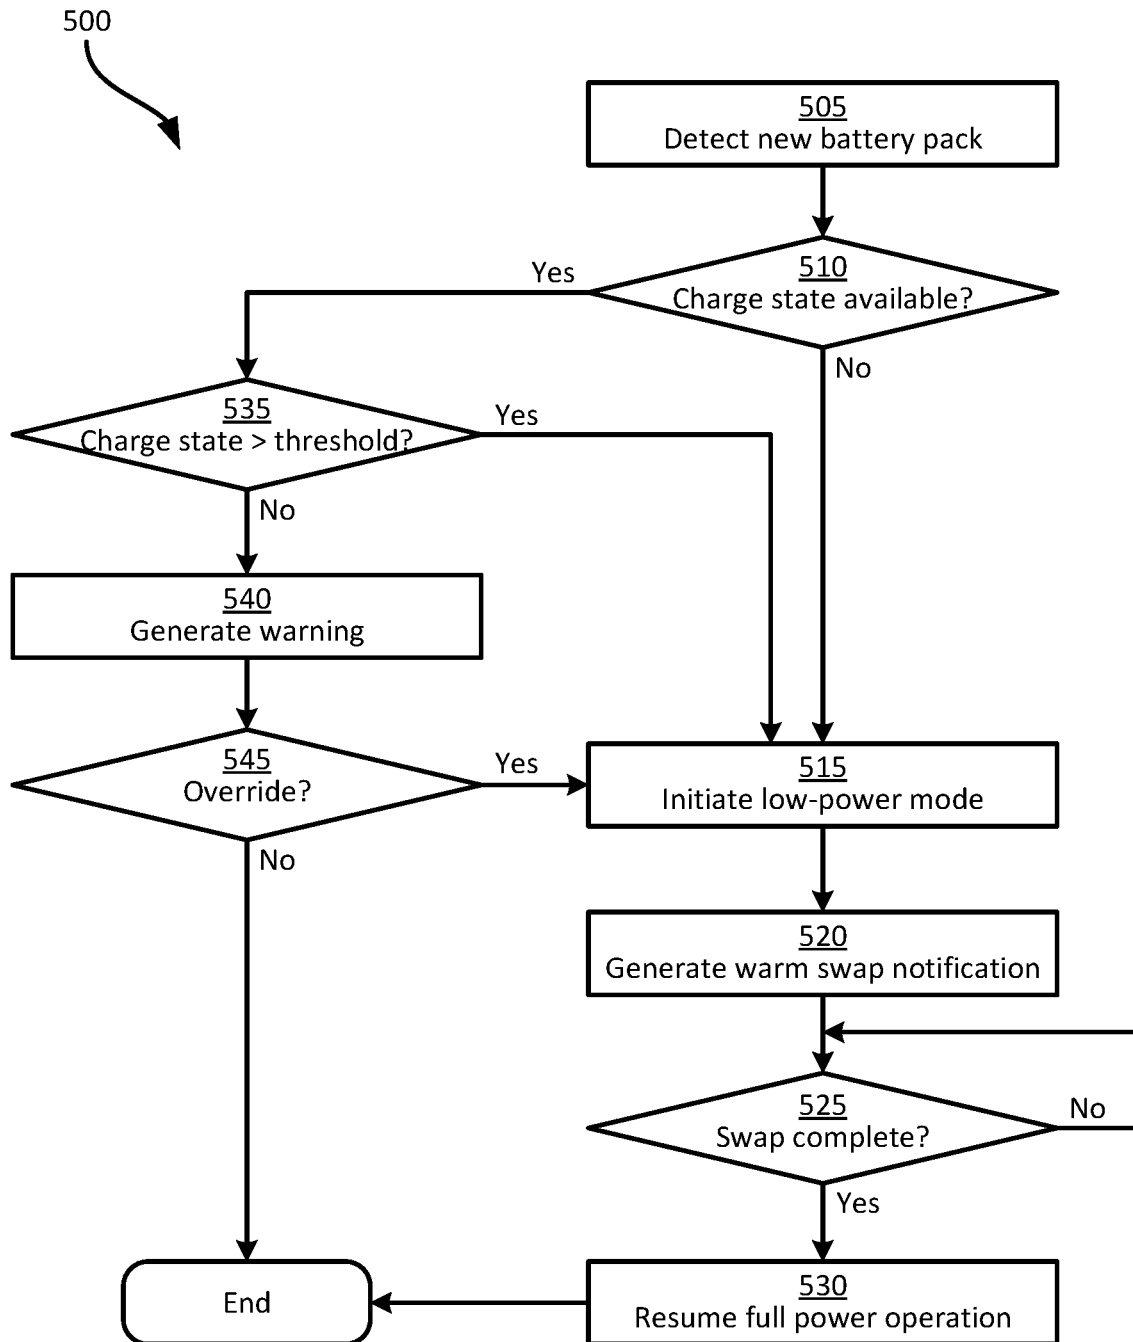 500
505
Detect new battery pack
510
Charge state available?
Yes
No
535
Charge state > threshold?
Yes
No
540
Generate warning
545
Override?
Yes
No
515
Initiate low-power mode
520
Generate warm swap notification
525
Swap complete?
No
Yes
530
Resume full power operation
End